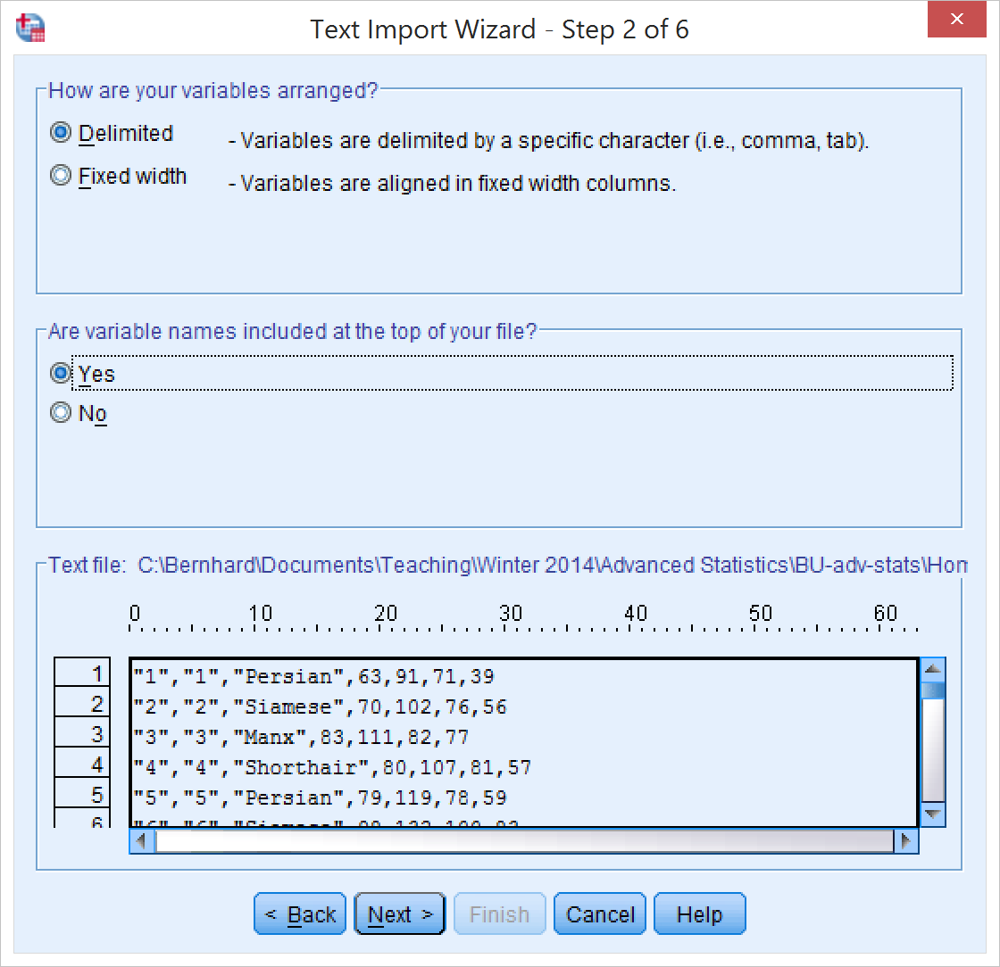 Text Import Wizard - Step 2 of 6
How are your variables arranged?
Delimited - Variables are delimited by a specific character (i.e., comma, tab).
Fixed width - Variables are aligned in fixed width columns.
Are variable names included at the top of your file?
Yes
No
Text file: C:\Bernhard\Documents\Teaching\Winter 2014\Advanced Statistics\BU-adv-stats\Hom
0 10 20 30 40 50 60
1 "1","1","Persian",63,91,71,39
2 "2","2","Siamese",70,102,76,56
3 "3","3","Manx",83,111,82,77
4 "4","4","Shorthair",80,107,81,57
5 "5","5","Persian",79,119,78,59
6 "6","6","Siamese"
< Back Next > Finish Cancel Help